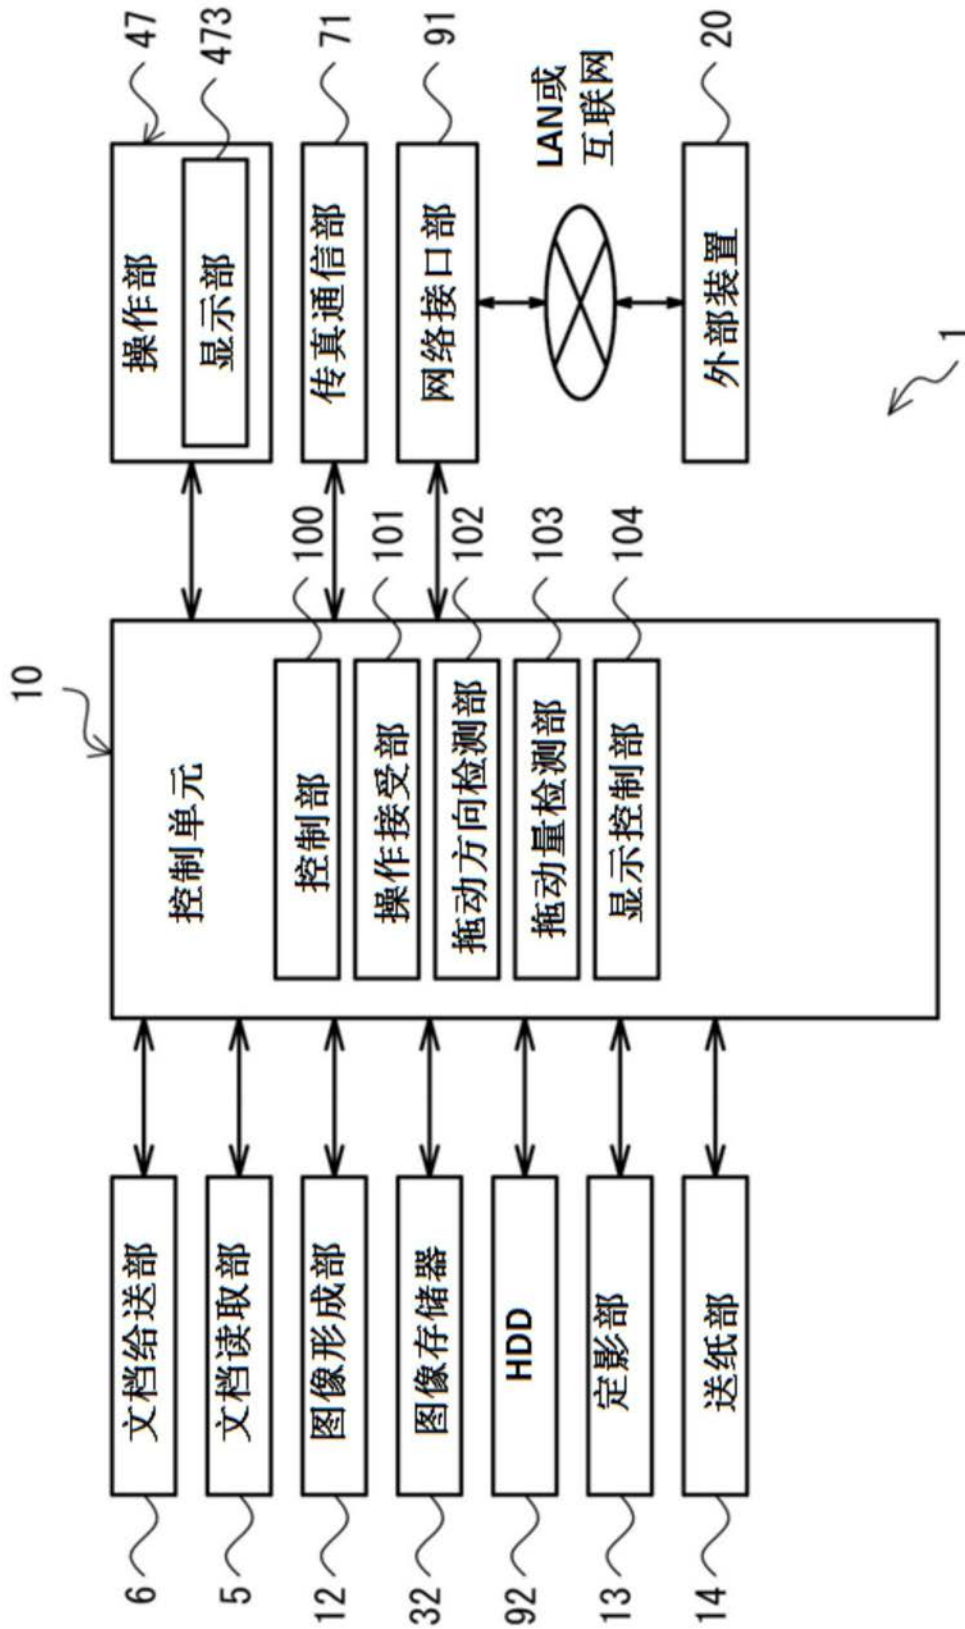 10
6
文档给送部
5
文档读取部
12
图像形成部
32
图像存储器
92
HDD
13
定影部
14
送纸部
控制单元
控制部
100
操作接受部
101
拖动方向检测部
102
拖动量检测部
103
显示控制部
104
操作部
47
显示部
473
传真通信部
71
网络接口部
91
LAN或
互联网
外部装置
20
1